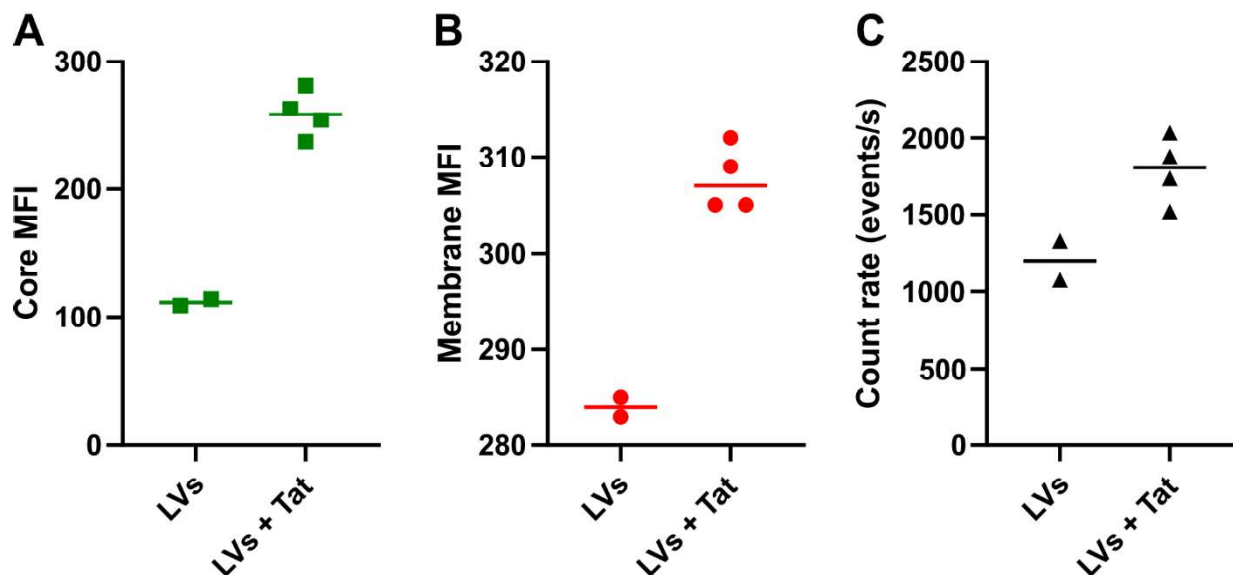 A
Core MFI
300
200
100
0
LVs
LVs + Tat
B
Membrane MFI
320
310
300
290
280
LVs
LVs + Tat
C
Count rate (events/s)
2500
2000
1500
1000
500
0
LVs
LVs + Tat